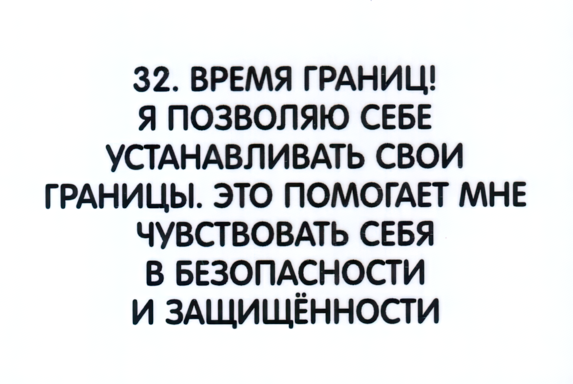 32. ВРЕМЯ ГРАНИЦ!
Я ПОЗВОЛЯЮ СЕБЕ
УСТАНАВЛИВАТЬ СВОИ
ГРАНИЦЫ. ЭТО ПОМОГАЕТ МНЕ
ЧУВСТВОВАТЬ СЕБЯ
В БЕЗОПАСНОСТИ
И ЗАЩИЩЁННОСТИ